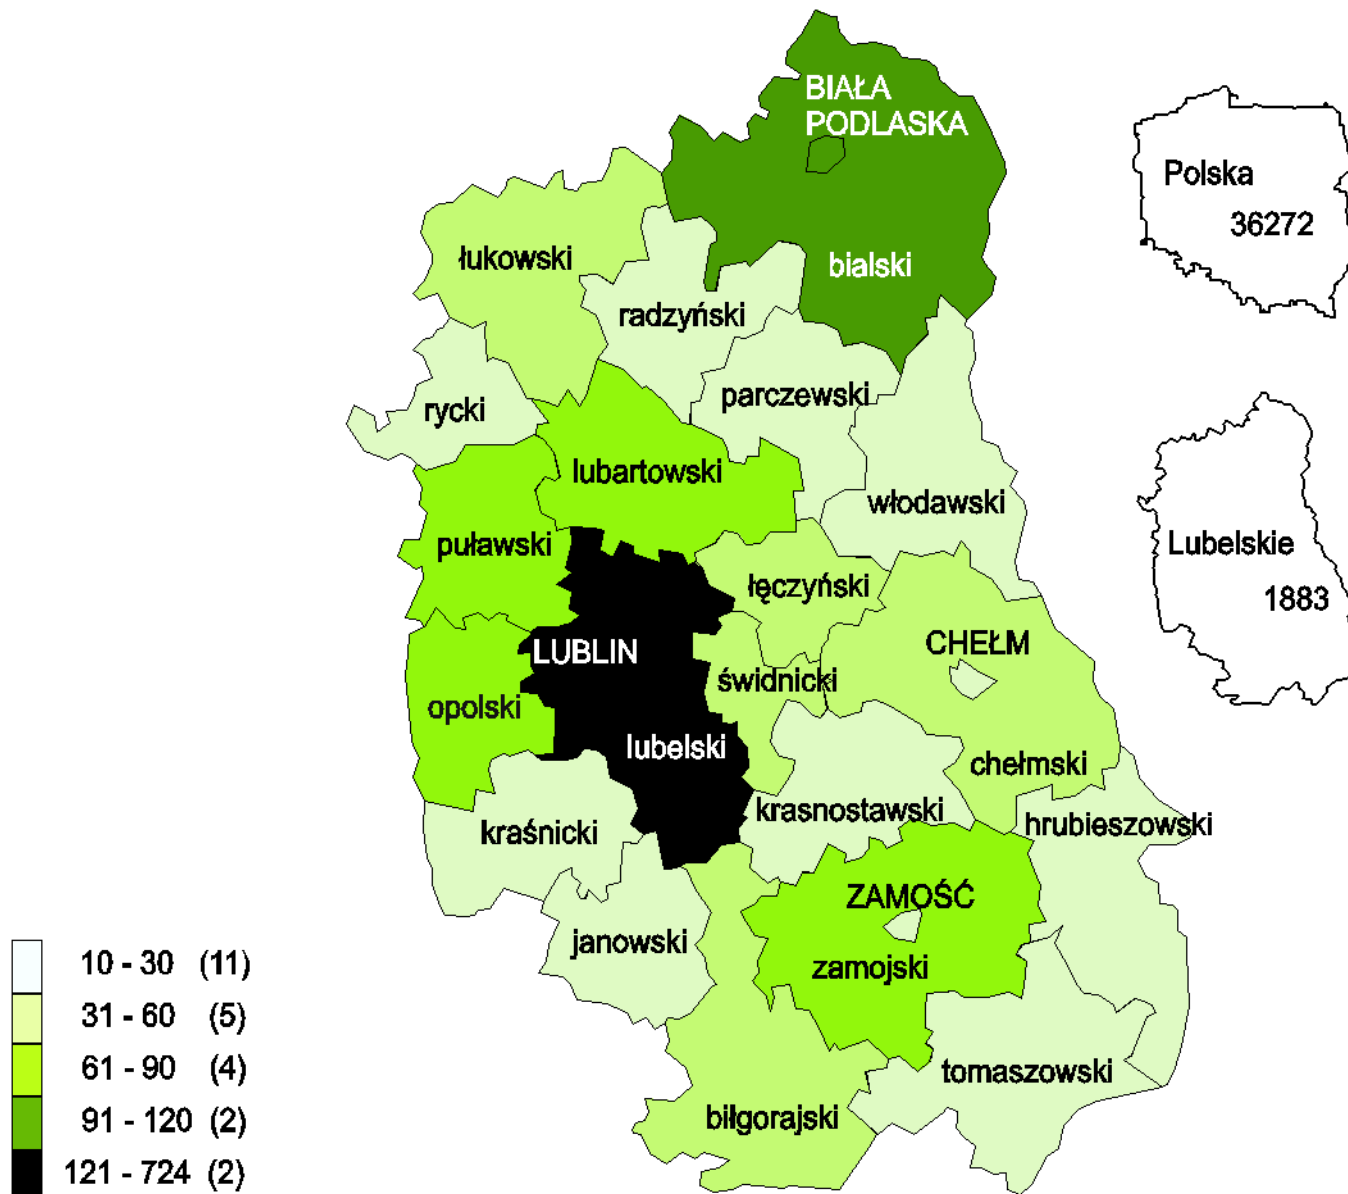 BIAŁA
PODLASKA
Polska
36272
łukowski
bialski
radzyński
parczewski
rycki
lubartowski
włodawski
puławski
Lubelskie
łęczyński
1883
CHEŁM
LUBLIN
świdnicki
opolski
lubelski
chełmski
krasnostawski
hrubieszowski
kraśnicki
ZAMOŚĆ
janowski
zamojski
tomaszowski
biłgorajski
10 - 30 (11)
31 - 60 (5)
61 - 90 (4)
91 - 120 (2)
121 - 724 (2)